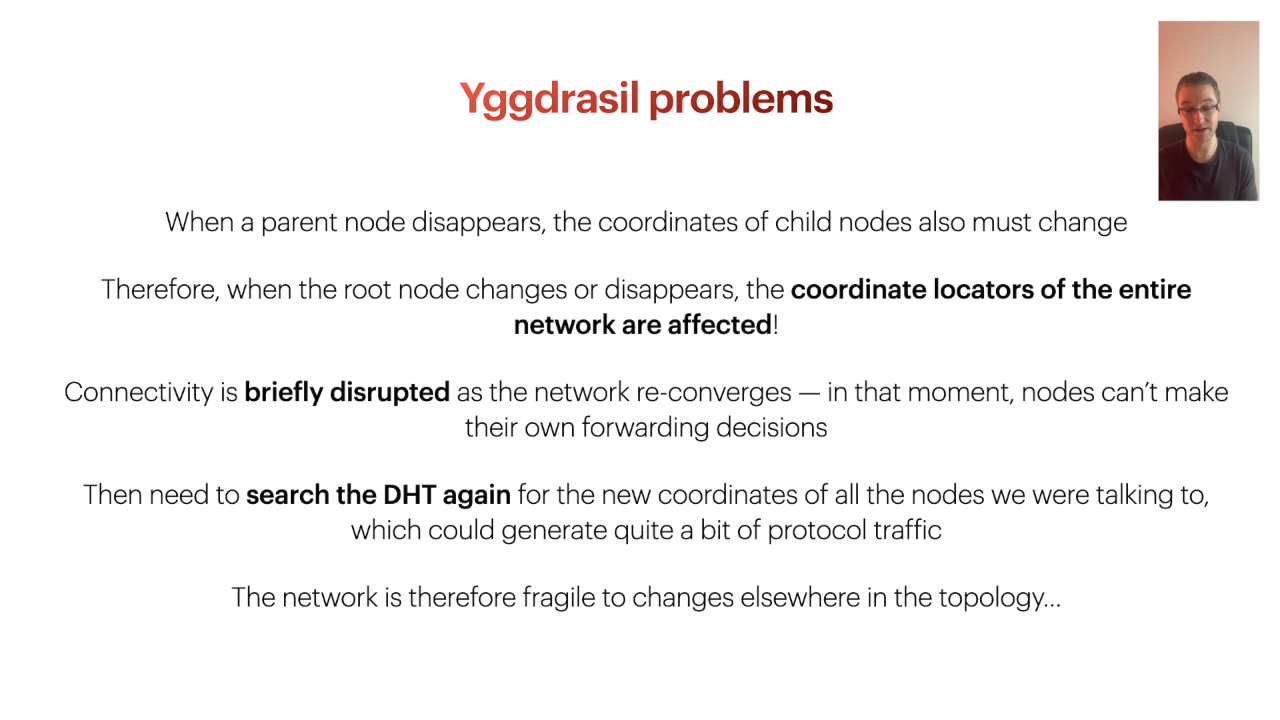 Yggdrasil problems
When a parent node disappears, the coordinates of child nodes also must change
Therefore, when the root node changes or disappears, the coordinate locators of the entire
network are affected!
Connectivity is briefly disrupted as the network re-converges — in that moment, nodes can’t make
their own forwarding decisions
Then need to search the DHT again for the new coordinates of all the nodes we were talking to,
which could generate quite a bit of protocol traffic
The network is therefore fragile to changes elsewhere in the topology...